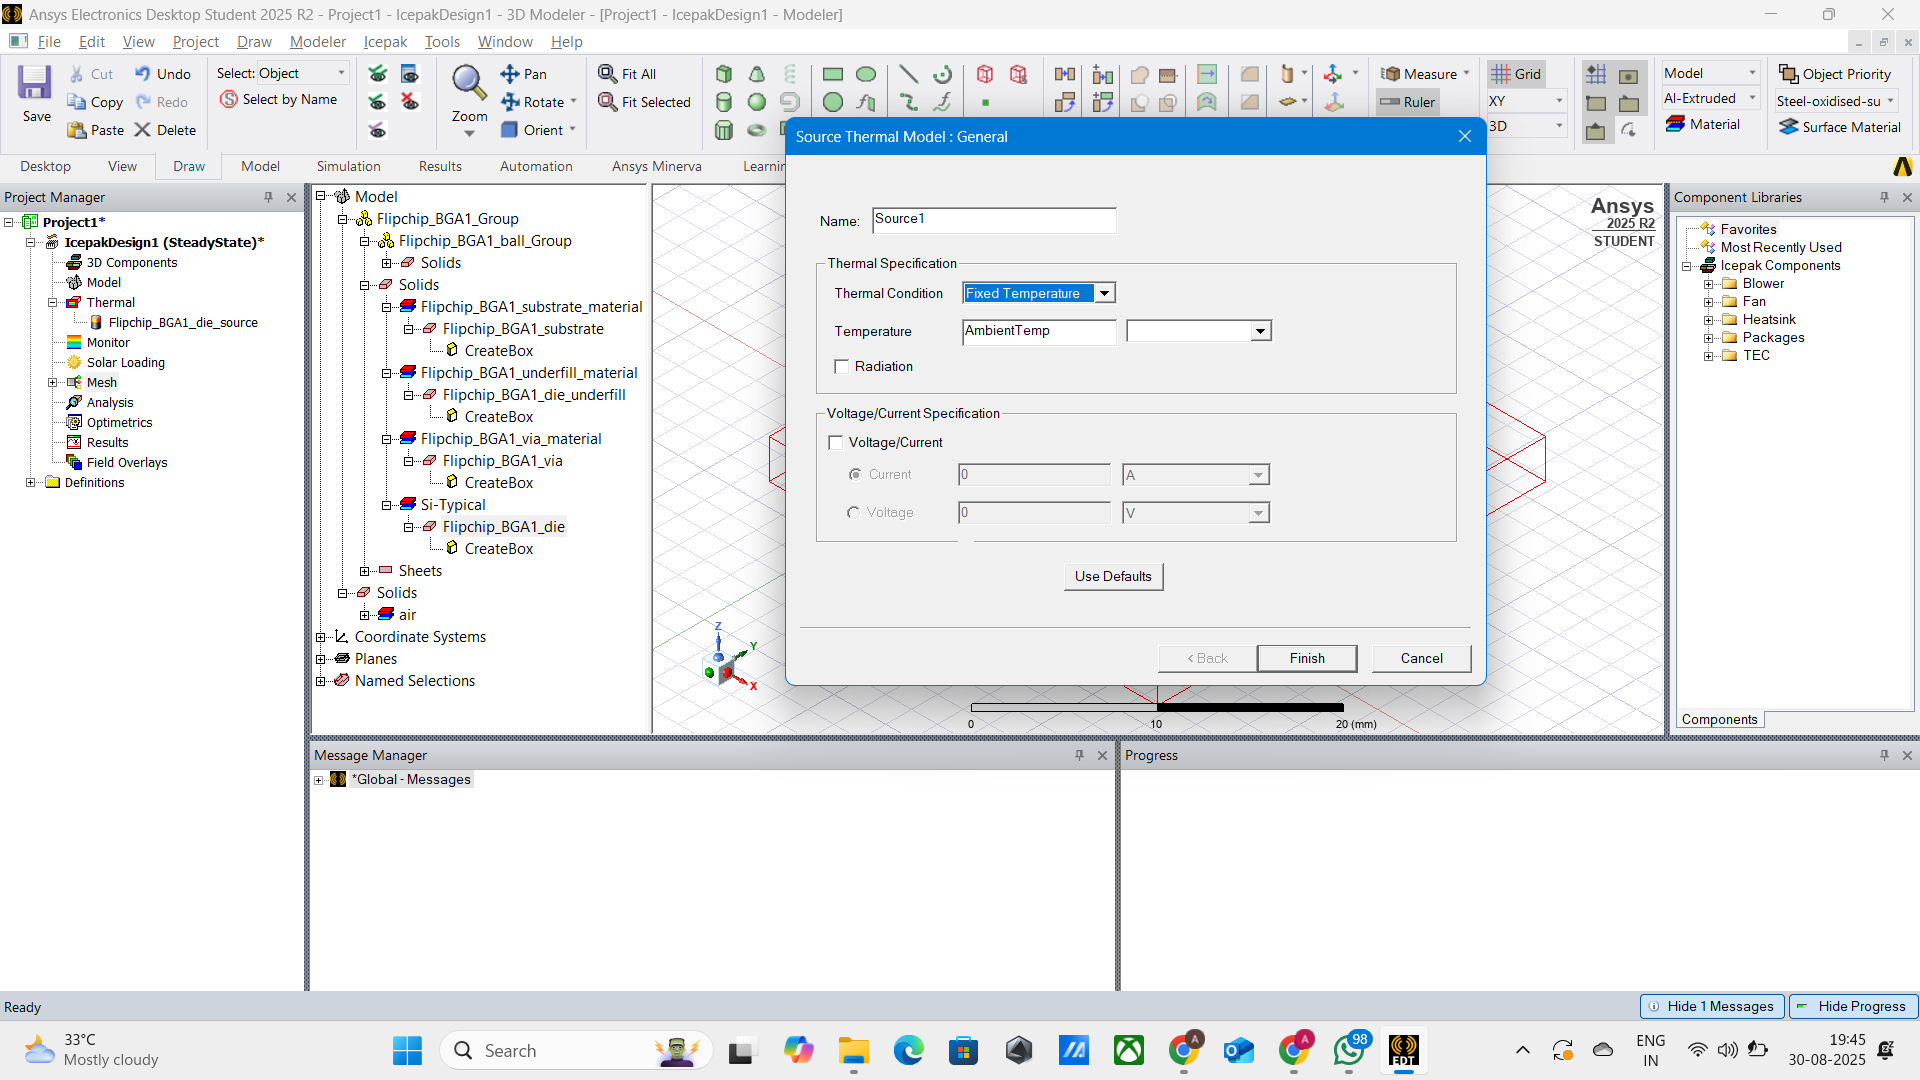 Ansys Electronics Desktop Student 2025 R2 - Project1 - IcepakDesign1 - 3D Modeler - [Project1 - IcepakDesign1 - Modeler]
File Edit View Project Draw Modeler Icepak Tools Window Help
Save
Cut
Copy
Paste
Undo
Redo
Delete
Select: Object
Select by Name
Zoom
Pan
Rotate
Orient
Fit All
Fit Selected
Measure
Ruler
Grid
XY
3D
Model
Al-Extruded
Material
Object Priority
Steel-oxidised-su
Surface Material
Desktop View Draw Model Simulation Results Automation Ansys Minerva
Project Manager
Project1*
IcepakDesign1 (SteadyState)*
3D Components
Model
Thermal
Flipchip_BGA1_die_source
Monitor
Solar Loading
Mesh
Analysis
Optimetrics
Results
Field Overlays
Definitions
Model
Flipchip_BGA1_Group
Flipchip_BGA1_ball_Group
Solids
Solids
Flipchip_BGA1_substrate_material
Flipchip_BGA1_substrate
CreateBox
Flipchip_BGA1_underfill_material
Flipchip_BGA1_die_underfill
CreateBox
Flipchip_BGA1_via_material
Flipchip_BGA1_via
CreateBox
Si-Typical
Flipchip_BGA1_die
CreateBox
Sheets
Solids
air
Coordinate Systems
Planes
Named Selections
Source Thermal Model : General
Name: Source1
Thermal Specification
Thermal Condition Fixed Temperature
Temperature AmbientTemp
Radiation
Voltage/Current Specification
Voltage/Current
Current 0 A
Voltage 0 V
Use Defaults
< Back Finish Cancel
Z
Y
X
0 10 20 (mm)
Ansys
2025 R2
STUDENT
Component Libraries
Favorites
Most Recently Used
Icepak Components
Blower
Fan
Heatsink
Packages
TEC
Components
Message Manager
*Global - Messages
Progress
Ready
Hide 1 Messages
Hide Progress
33°C
Mostly cloudy
Search
A
A
98
EDT
ENG
IN
19:45
30-08-2025